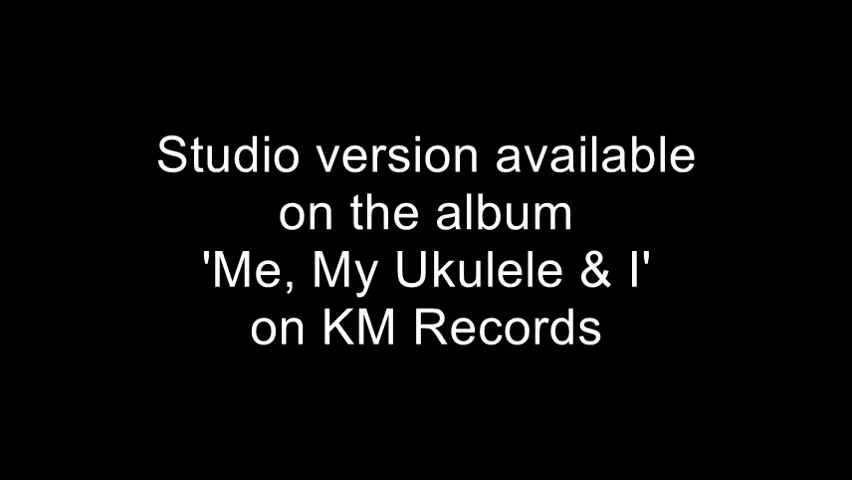 Studio version available
on the album
'Me, My Ukulele & I'
on KM Records